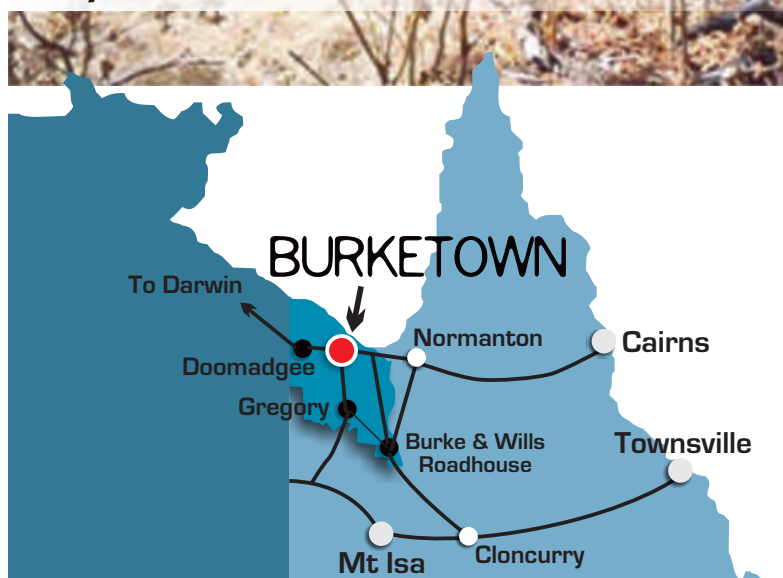 BURKETOWN
To Darwin
Normanton
Cairns
Doomadgee
Gregory
Burke & Wills
Roadhouse
Townsville
Mt Isa
Cloncurry